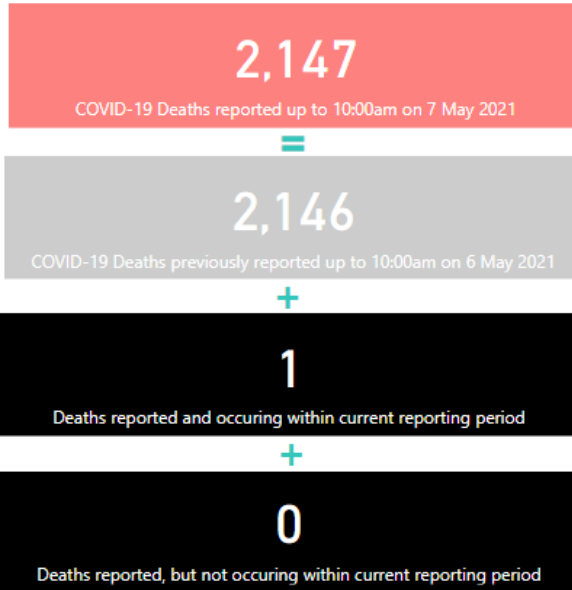 2,147
COVID-19 Deaths reported up to 10:00am on 7 May 2021
=
2,146
COVID-19 Deaths previously reported up to 10:00am on 6 May 2021
+
1
Deaths reported and occuring within current reporting period
+
0
Deaths reported, but not occuring within current reporting period